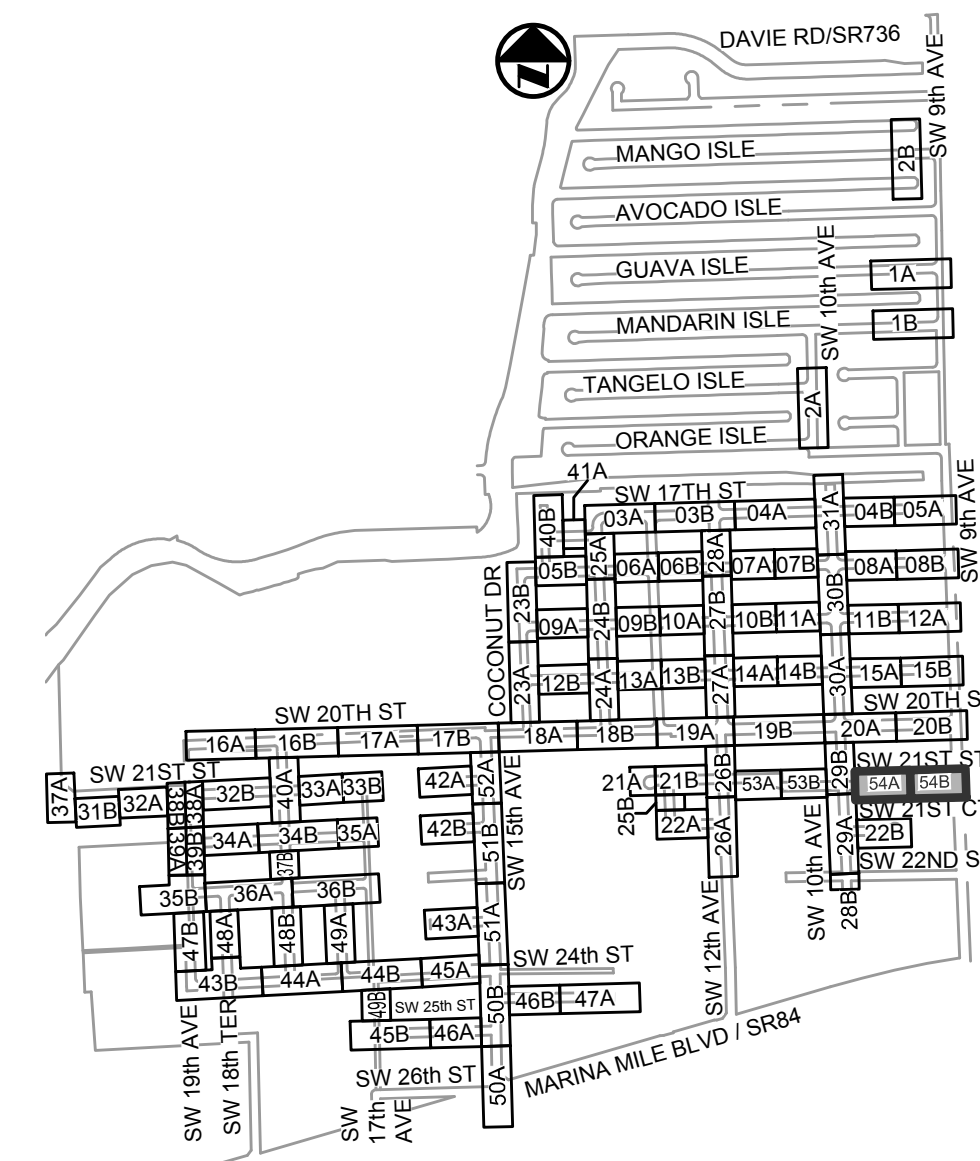 DAVIE RD/SR736
SW 9th AVE
MANGO ISLE
2B
AVOCADO ISLE
SW 10th AVE
GUAVA ISLE
1A
MANDARIN ISLE
1B
TANGELO ISLE
2A
ORANGE ISLE
41A
SW 17TH ST
SW 9th AVE
40B
03A
03B
04A
31A
04B
05A
25A
28A
05B
06A
06B
07A
07B
08A
08B
COCONUT DR
23B
24B
27B
30B
09A
09B
10A
10B
11A
11B
12A
23A
12B
24A
13A
13B
27A
14A
14B
30A
15A
15B
SW 20TH ST
SW 20TH S
16A
16B
17A
17B
18A
18B
19A
19B
20A
20B
SW 21ST ST
SW 21ST ST
37A
31B
32A
38B
38A
32B
40A
33A
33B
42A
52A
SW 15th AVE
21A
21B
26B
53A
53B
29B
54A
54B
SW 21ST CT
25B
22A
26A
29A
22B
39A
39B
34A
34B
35A
42B
51B
37B
SW 22ND S
28B
35B
36A
36B
SW 12th AVE
SW 10th AVE
47B
48A
48B
49A
43A
51A
43B
44A
44B
45A
SW 24th ST
49B
SW 25th ST
50B
46B
47A
45B
46A
SW 26th ST
50A
MARINA MILE BLVD / SR84
SW 19th AVE
SW 18th TER
SW
17th
AVE
N